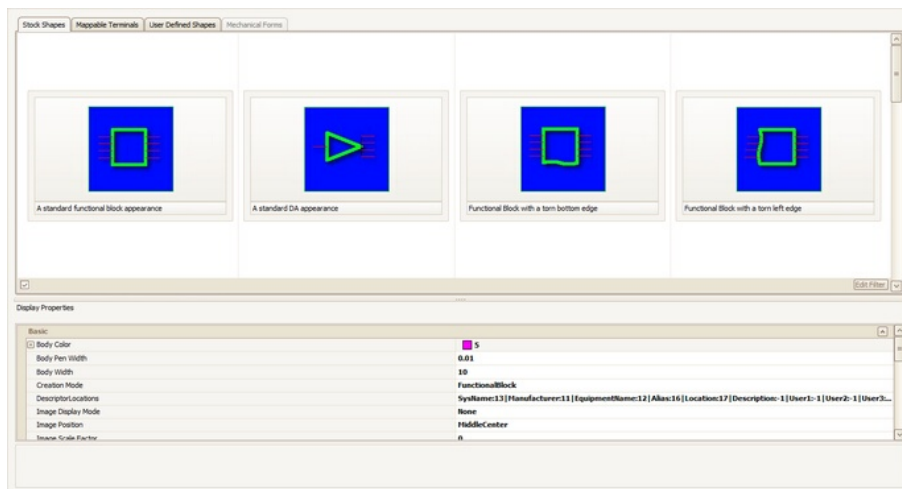 Stock Shapes Mappable Terminals User Defined Shapes Mechanical Forms
A standard functional block appearance A standard DA appearance Functional Block with a torn bottom edge Functional Block with a torn left edge
Edit Filter
Display Properties
Basic
Body Color 5
Body Pen Width 0.01
Body Width 10
Creation Mode FunctionalBlock
DescriptorLocations SysName:13|Manufacturer:11|EquipmentName:12|Alias:16|Location:17|Description:-1|User1:-1|User2:-1|User3:...
Image Display Mode None
Image Position MiddleCenter
Image Scale Factor 0